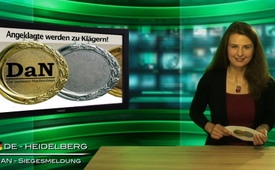 Angeklagte werden zu Klägern!
DaN
DE - HEIDELBERG
AN - SIEGESMELDUNG